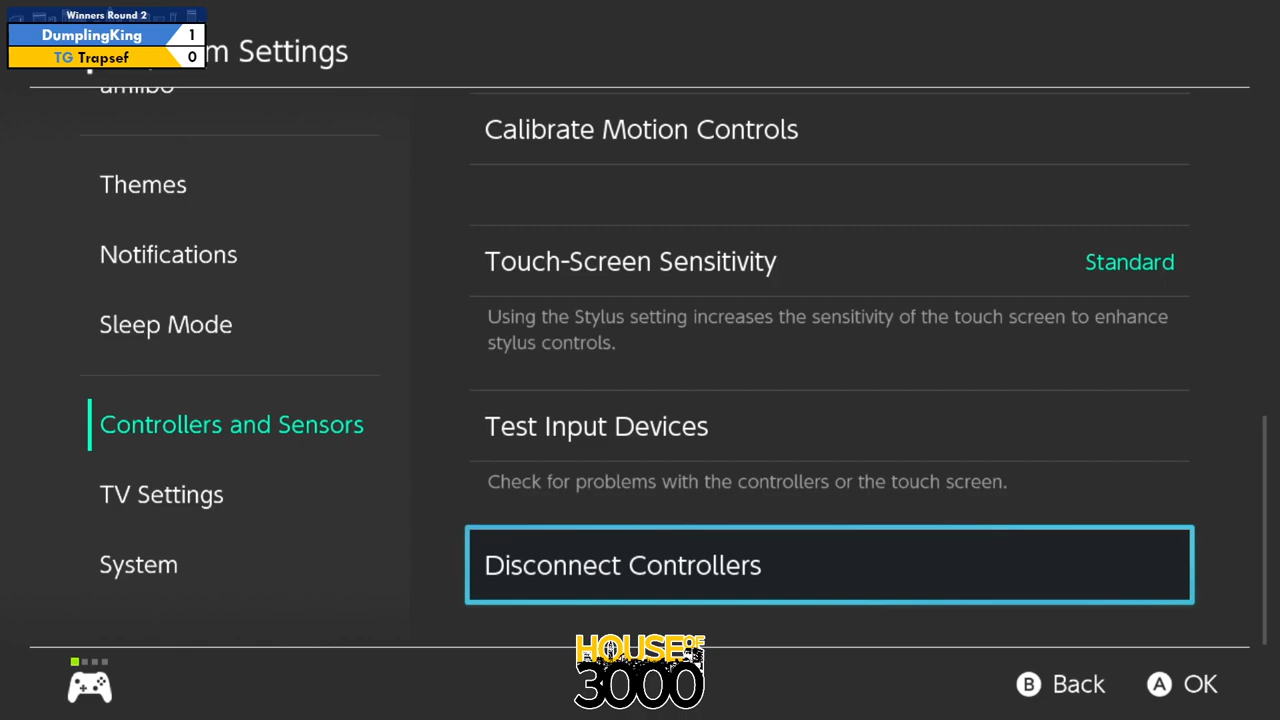 Winners Round 2
DumplingKing 1
TG Trapsef 0
m Settings
amiibo
Themes
Notifications
Sleep Mode
Controllers and Sensors
TV Settings
System
Calibrate Motion Controls
Touch-Screen Sensitivity Standard
Using the Stylus setting increases the sensitivity of the touch screen to enhance
stylus controls.
Test Input Devices
Check for problems with the controllers or the touch screen.
Disconnect Controllers
HOUSE OF
3000
B Back A OK